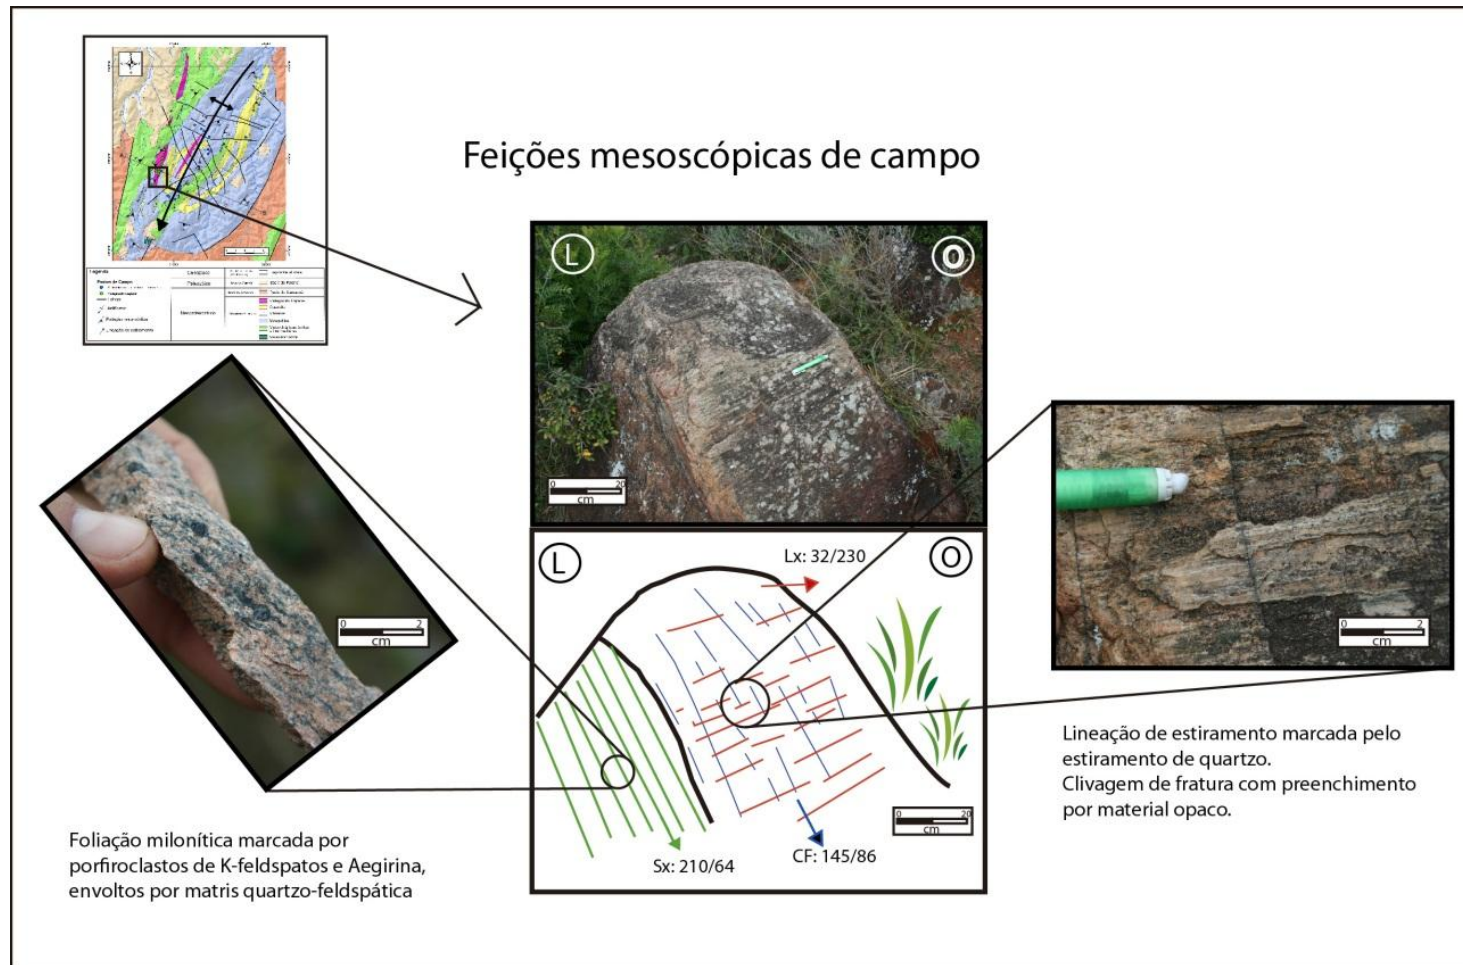 Feições mesoscópicas de campo
Legenda
L
O
0
20
cm
L
O
Lx: 32/230
CF: 145/86
Sx: 210/64
0
20
cm
0
2
cm
0
2
cm
Foliação milonítica marcada por
porfiroclastos de K-feldspatos e Aegirina,
envoltos por matris quartzo-feldspática
Lineação de estiramento marcada pelo
estiramento de quartzo.
Clivagem de fratura com preenchimento
por material opaco.